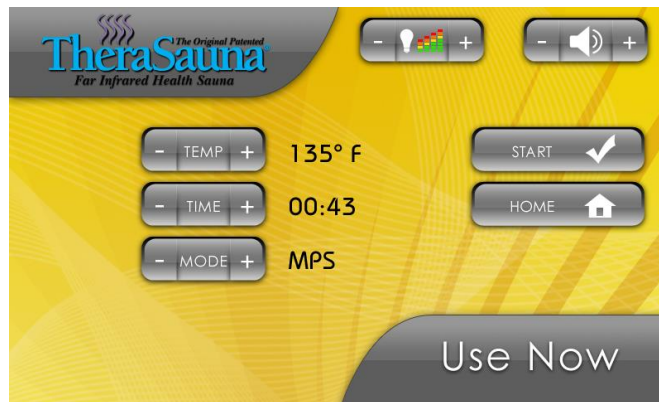 The Original Patented
TheraSauna
Far Infrared Health Sauna
- +
- +
- TEMP + 135° F
START
- TIME + 00:43
HOME
- MODE + MPS
Use Now